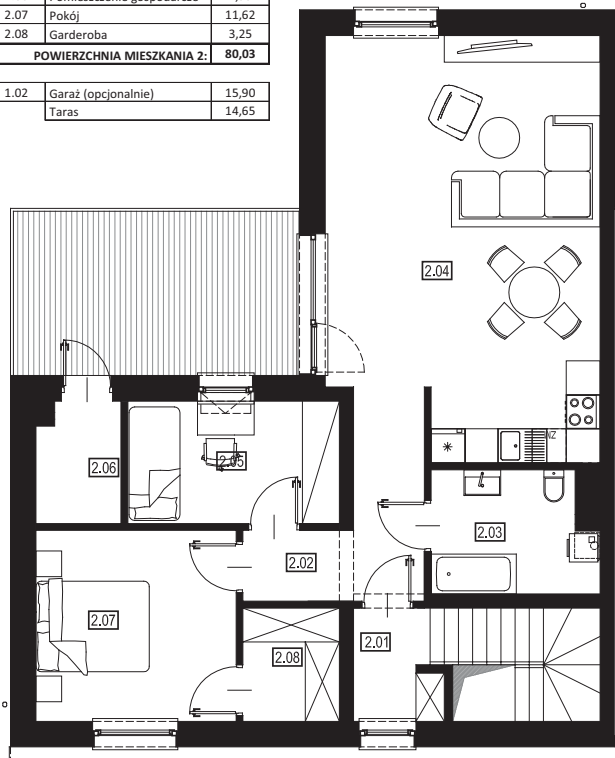 2.07 Pokój 11,62
2.08 Garderoba 3,25
POWIERZCHNIA MIESZKANIA 2: 80,03
1.02 Garaż (opcjonalnie) 15,90
Taras 14,65
2.04
2.06
2.05
2.03
2.02
2.07
2.01
2.08